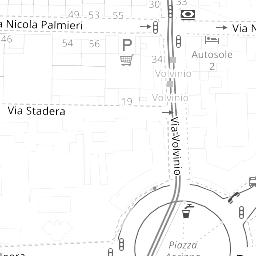 49 53 55 33 30
Nicola Palmieri
Via N
46
54 56
P
34
Autosole
2
Volvinio
Volvinio
19
Via Stadera
Via Volvinio
Piazza